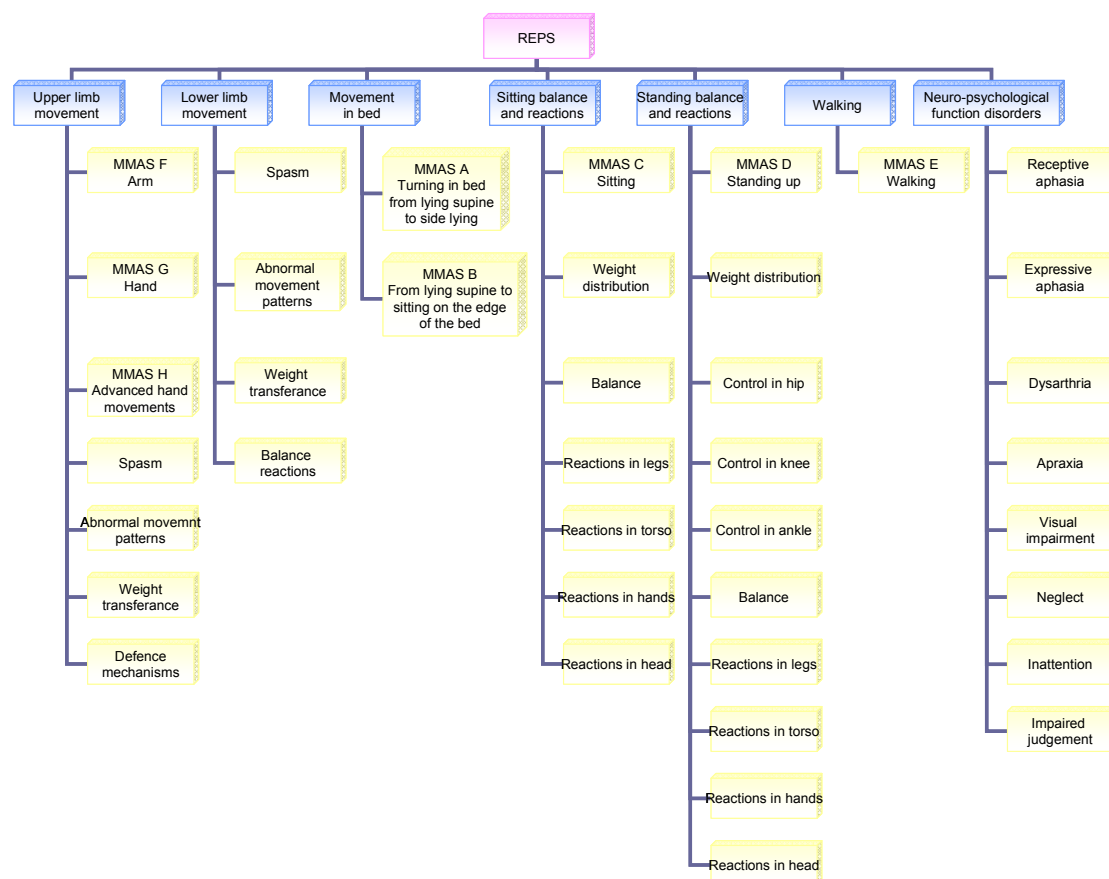 REPS
Upper limb
movement
Lower limb
movement
Movement
in bed
Sitting balance
and reactions
Standing balance
and reactions
Walking
Neuro-psychological
function disorders
MMAS F
Arm
MMAS G
Hand
MMAS H
Advanced hand
movements
Spasm
Abnormal movemnt
patterns
Weight
transferance
Defence
mechanisms
Spasm
Abnormal
movement
patterns
Weight
transferance
Balance
reactions
MMAS A
Turning in bed
from lying supine
to side lying
MMAS B
From lying supine to
sitting on the edge
of the bed
MMAS C
Sitting
Weight
distribution
Balance
Reactions in legs
Reactions in torso
Reactions in hands
Reactions in head
MMAS D
Standing up
Weight distribution
Control in hip
Control in knee
Control in ankle
Balance
Reactions in legs
Reactions in torso
Reactions in hands
Reactions in head
MMAS E
Walking
Receptive
aphasia
Expressive
aphasia
Dysarthria
Apraxia
Visual
impairment
Neglect
Inattention
Impaired
judgement